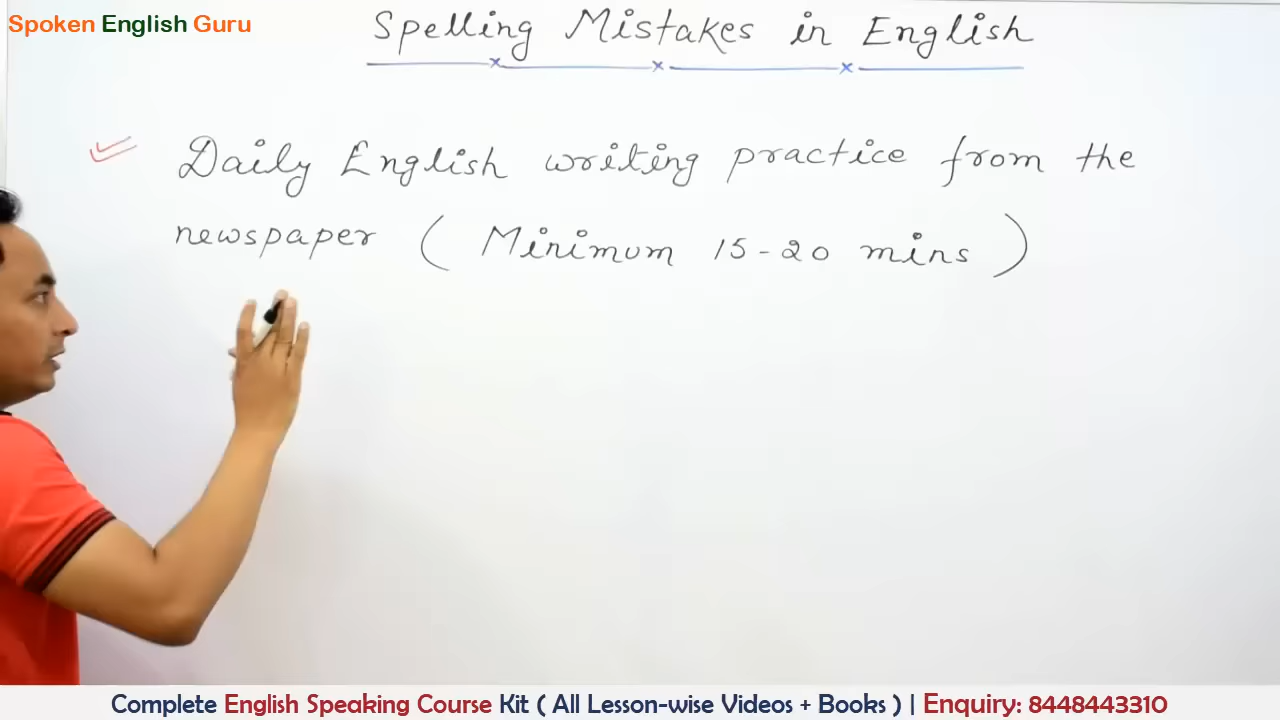 Spoken English Guru
Spelling Mistakes in English
Daily English writing practice from the
newspaper ( Minimum 15-20 mins )
Complete English Speaking Course Kit ( All Lesson-wise Videos + Books ) | Enquiry: 8448443310